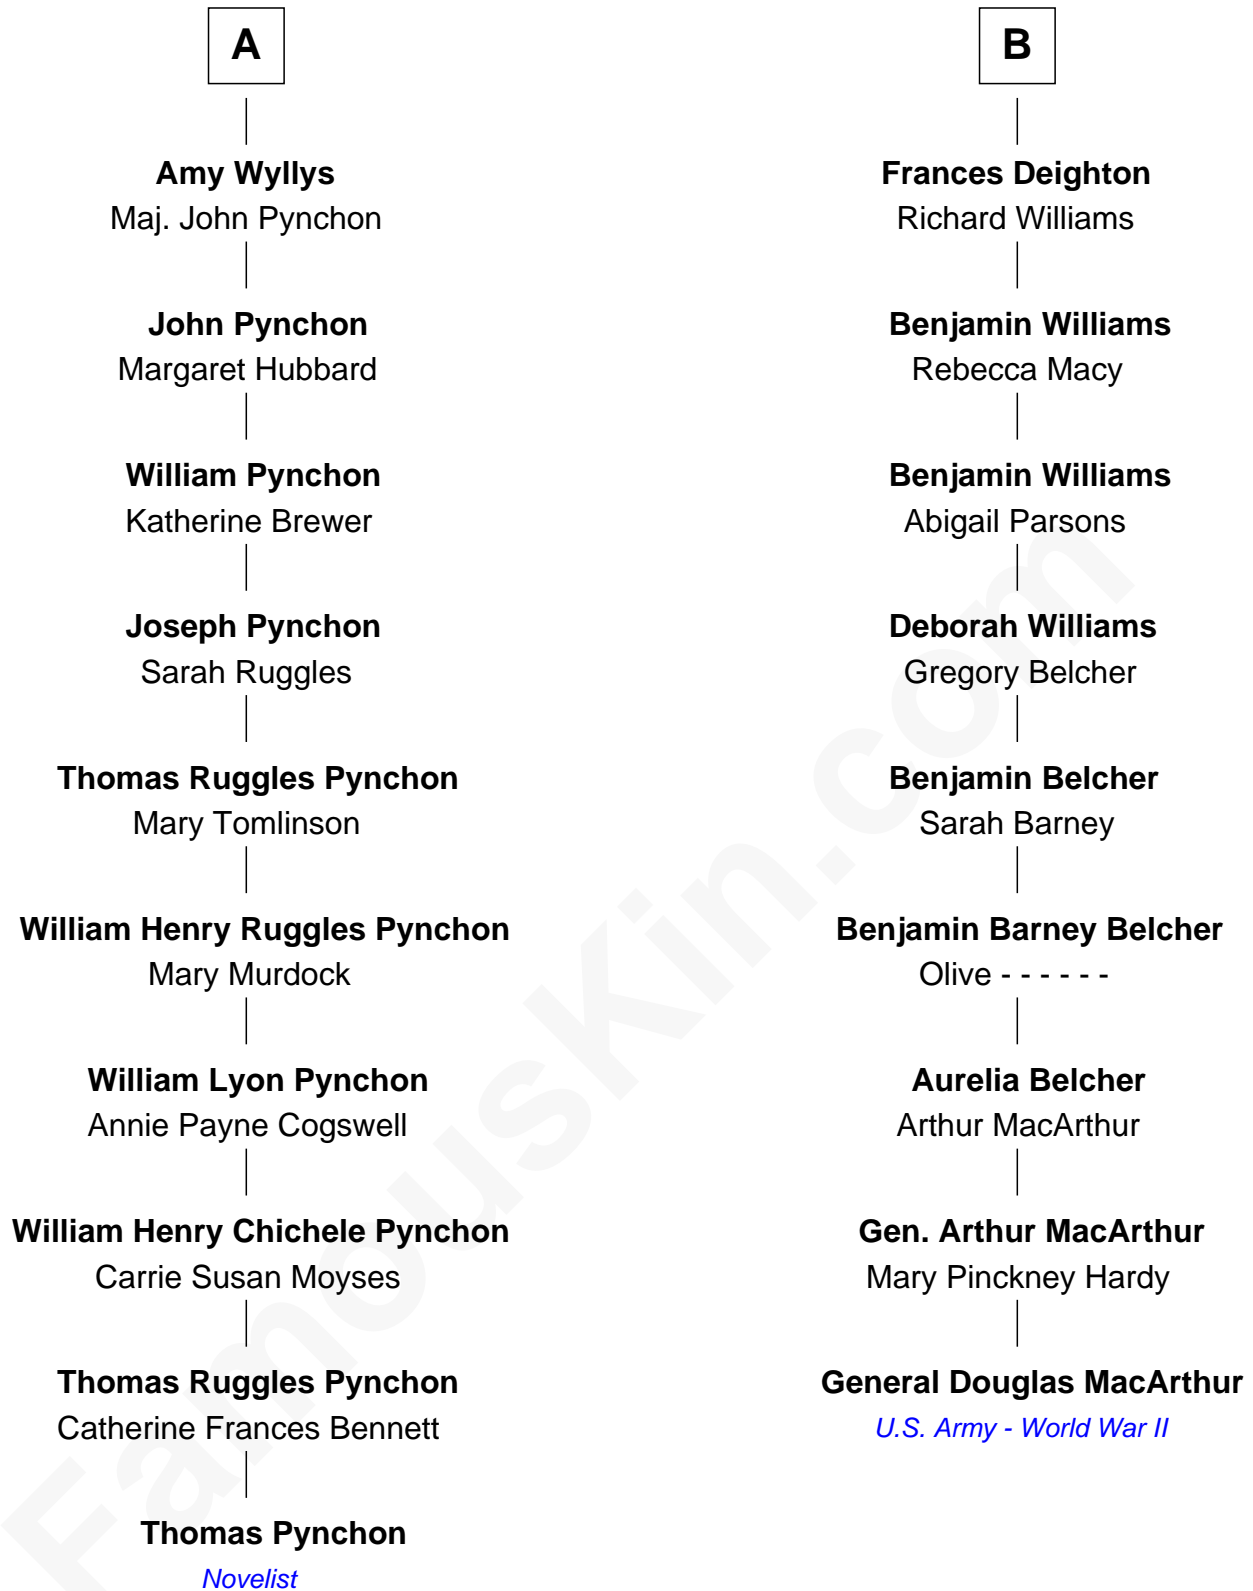 A
Amy Wyllys
Maj. John Pynchon
John Pynchon
Margaret Hubbard
William Pynchon
Katherine Brewer
Joseph Pynchon
Sarah Ruggles
Thomas Ruggles Pynchon
Mary Tomlinson
William Henry Ruggles Pynchon
Mary Murdock
William Lyon Pynchon
Annie Payne Cogswell
William Henry Chichele Pynchon
Carrie Susan Moyses
Thomas Ruggles Pynchon
Catherine Frances Bennett
Thomas Pynchon
Novelist
B
Frances Deighton
Richard Williams
Benjamin Williams
Rebecca Macy
Benjamin Williams
Abigail Parsons
Deborah Williams
Gregory Belcher
Benjamin Belcher
Sarah Barney
Benjamin Barney Belcher
Olive - - - - - -
Aurelia Belcher
Arthur MacArthur
Gen. Arthur MacArthur
Mary Pinckney Hardy
General Douglas MacArthur
U.S. Army - World War II
FamousKin.com